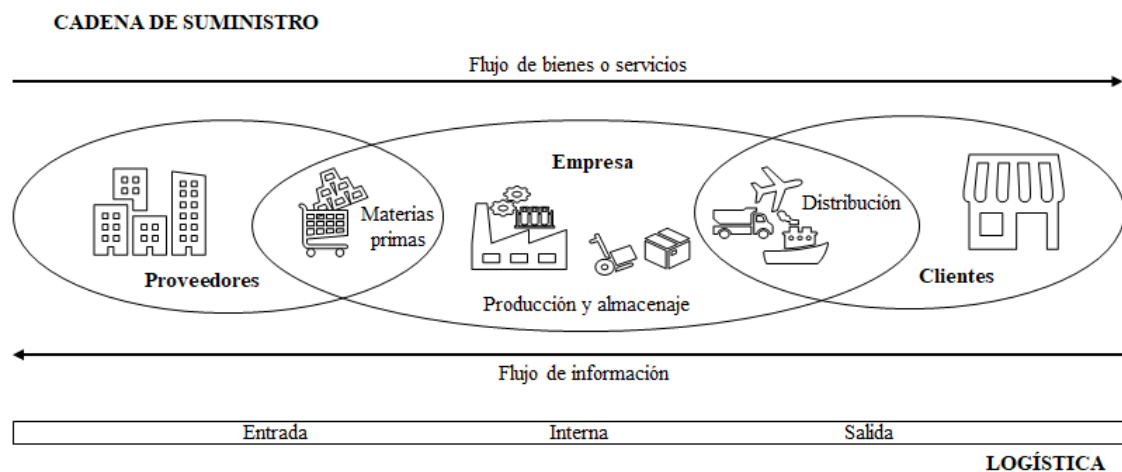 CADENA DE SUMINISTRO
Flujo de bienes o servicios
Proveedores
Materias
primas
Empresa
Producción y almacenaje
Distribución
Clientes
Flujo de información
Entrada
Interna
Salida
LOGÍSTICA